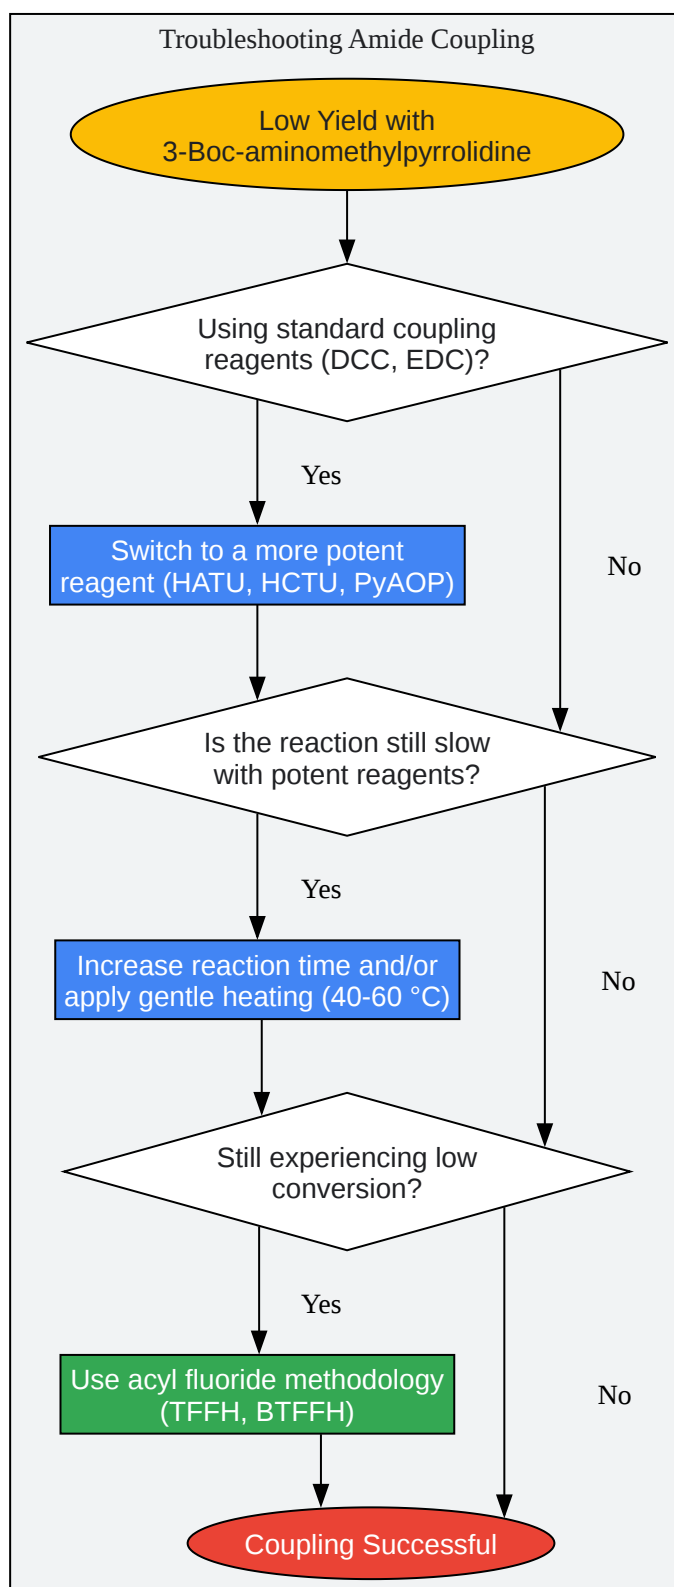 Troubleshooting Amide Coupling
Low Yield with
3-Boc-aminomethylpyrrolidine
Using standard coupling
reagents (DCC, EDC)?
Yes
Switch to a more potent
reagent (HATU, HCTU, PyAOP)
No
Is the reaction still slow
with potent reagents?
Yes
Increase reaction time and/or
apply gentle heating (40-60 °C)
No
Still experiencing low
conversion?
Yes
Use acyl fluoride methodology
(TFFH, BTFFH)
No
Coupling Successful